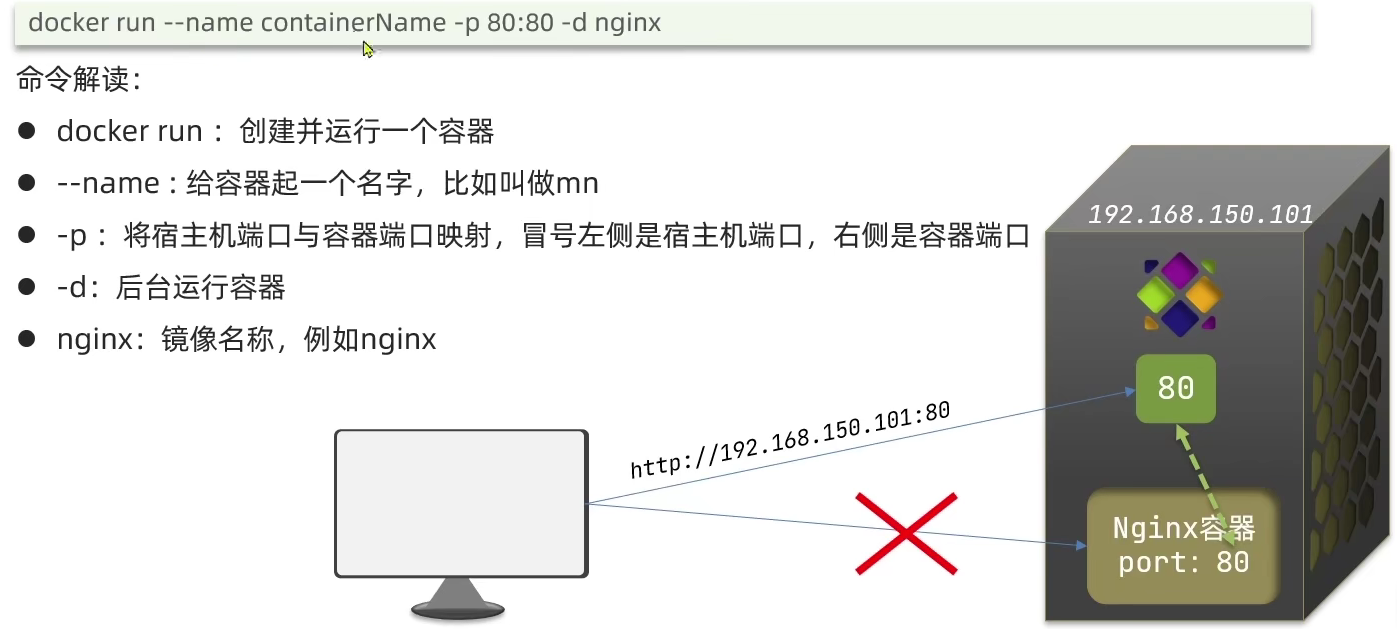 docker run --name containerName -p 80:80 -d nginx
命令解读：
docker run ：创建并运行一个容器
--name : 给容器起一个名字，比如叫做mn
-p ：将宿主机端口与容器端口映射，冒号左侧是宿主机端口，右侧是容器端口
-d：后台运行容器
nginx：镜像名称，例如nginx
192.168.150.101
80
http://192.168.150.101:80
Nginx容器
port: 80